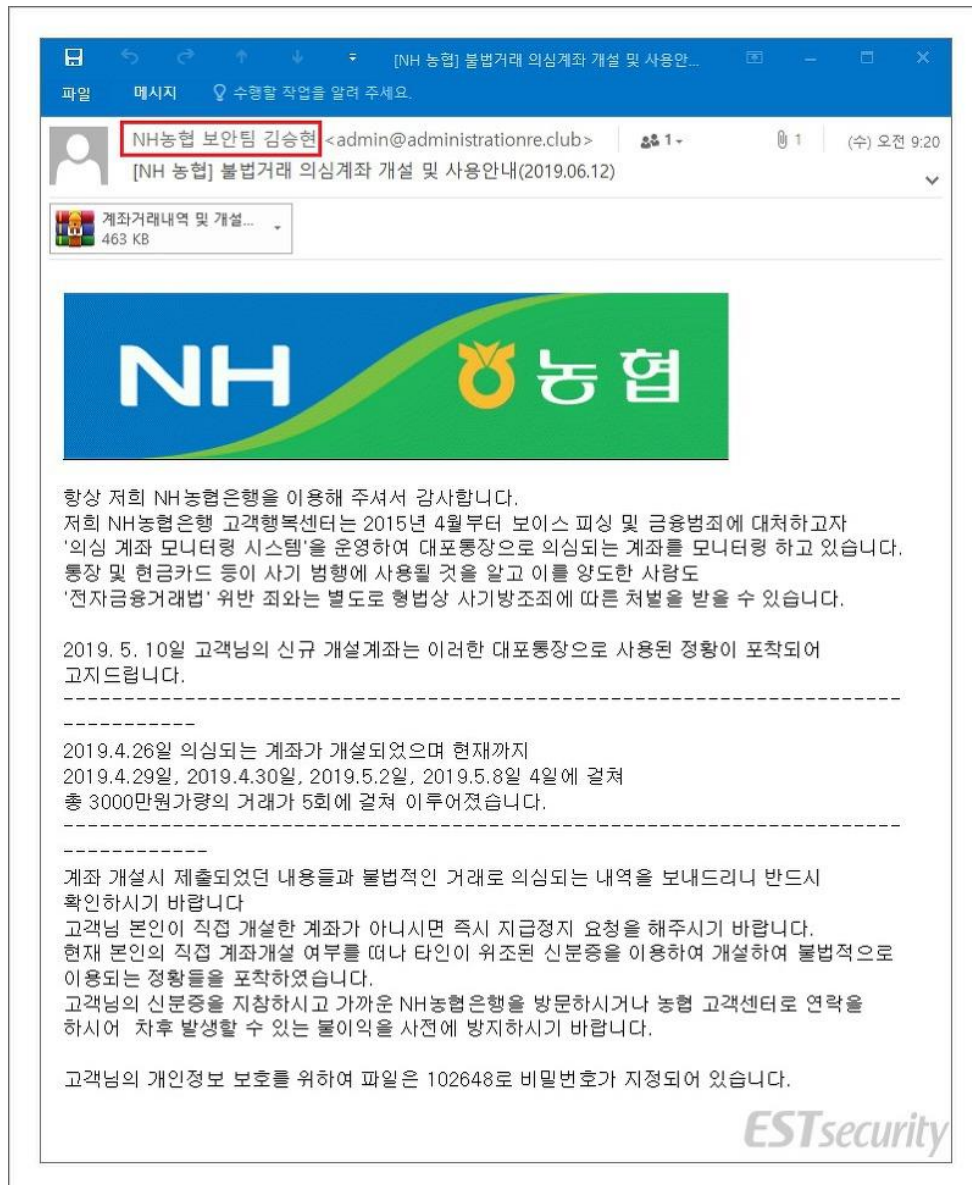 [NH 농협] 불법거래 의심계좌 개설 및 사용안...
파일 메시지 수행할 작업을 알려 주세요.
NH농협 보안팀 김승현 <admin@administrationre.club> 1 1 (수) 오전 9:20
[NH 농협] 불법거래 의심계좌 개설 및 사용안내(2019.06.12)
계좌거래내역 및 개설...
463 KB
NH 농협
항상 저희 NH농협은행을 이용해 주셔서 감사합니다.
저희 NH농협은행 고객행복센터는 2015년 4월부터 보이스 피싱 및 금융범죄에 대처하고자
'의심 계좌 모니터링 시스템'을 운영하여 대포통장으로 의심되는 계좌를 모니터링 하고 있습니다.
통장 및 현금카드 등이 사기 범행에 사용될 것을 알고 이를 양도한 사람도
'전자금융거래법' 위반 죄와는 별도로 형법상 사기방조죄에 따른 처벌을 받을 수 있습니다.
2019. 5. 10일 고객님의 신규 개설계좌는 이러한 대포통장으로 사용된 정황이 포착되어
고지드립니다.
-----------------------------------------------------------------------
-----------
2019.4.26일 의심되는 계좌가 개설되었으며 현재까지
2019.4.29일, 2019.4.30일, 2019.5.2일, 2019.5.8일 4일에 걸쳐
총 3000만원가량의 거래가 5회에 걸쳐 이루어졌습니다.
-----------------------------------------------------------------------
------------
계좌 개설시 제출되었던 내용들과 불법적인 거래로 의심되는 내역을 보내드리니 반드시
확인하시기 바랍니다
고객님 본인이 직접 개설한 계좌가 아니시면 즉시 지급정지 요청을 해주시기 바랍니다.
현재 본인의 직접 계좌개설 여부를 떠나 타인이 위조된 신분증을 이용하여 개설하여 불법적으로
이용되는 정황들을 포착하였습니다.
고객님의 신분증을 지참하시고 가까운 NH농협은행을 방문하시거나 농협 고객센터로 연락을
하시어 차후 발생할 수 있는 불이익을 사전에 방지하시기 바랍니다.
고객님의 개인정보 보호를 위하여 파일은 102648로 비밀번호가 지정되어 있습니다.
ESTsecurity